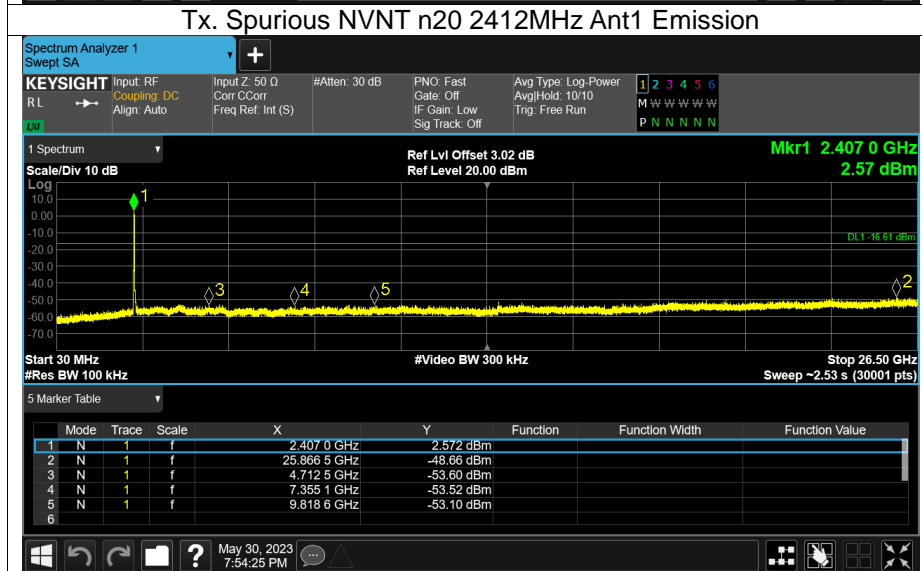 Tx. Spurious NVNT n20 2412MHz Ant1 Emission
Spectrum Analyzer 1
Swept SA
+
KEYSIGHT Input: RF Input Z: 50 Ω #Atten: 30 dB PNO: Fast Avg Type: Log-Power 1 2 3 4 5 6
RL Coupling: DC Corr CCorr Gate: Off Avg|Hold: 10/10 M W W W W W
Align: Auto Freq Ref: Int (S) IF Gain: Low Trig: Free Run
LXI Sig Track: Off P N N N N N
1 Spectrum Ref Lvl Offset 3.02 dB Mkr1 2.407 0 GHz
Scale/Div 10 dB Ref Level 20.00 dBm 2.57 dBm
Log
10.0 1
0.00
-10.0 DL1 -16.61 dBm
-20.0
-30.0
-40.0 3 4 5 2
-50.0
-60.0
-70.0
Start 30 MHz #Video BW 300 kHz Stop 26.50 GHz
#Res BW 100 kHz Sweep ~2.53 s (30001 pts)
5 Marker Table
Mode Trace Scale X Y Function Function Width Function Value
1 N 1 f 2.407 0 GHz 2.572 dBm
2 N 1 f 25.866 5 GHz -48.66 dBm
3 N 1 f 4.712 5 GHz -53.60 dBm
4 N 1 f 7.355 1 GHz -53.52 dBm
5 N 1 f 9.818 6 GHz -53.10 dBm
6
? May 30, 2023
7:54:25 PM